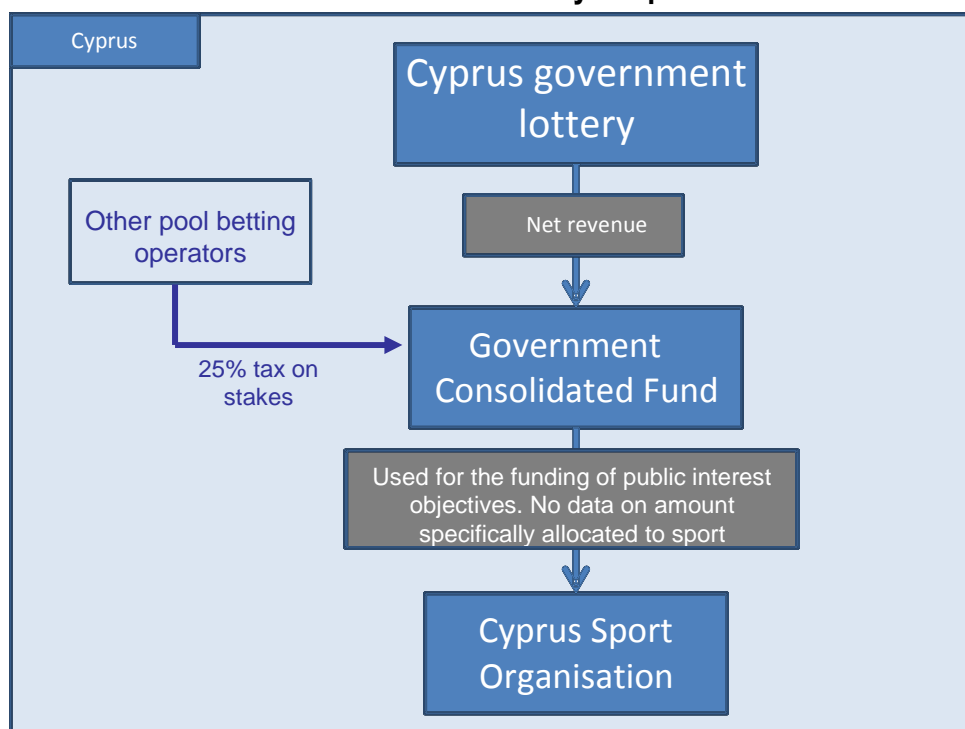 Cyprus
Cyprus government
lottery
Net revenue
Other pool betting
operators
25% tax on
stakes
Government
Consolidated Fund
Used for the funding of public interest
objectives. No data on amount
specifically allocated to sport
Cyprus Sport
Organisation